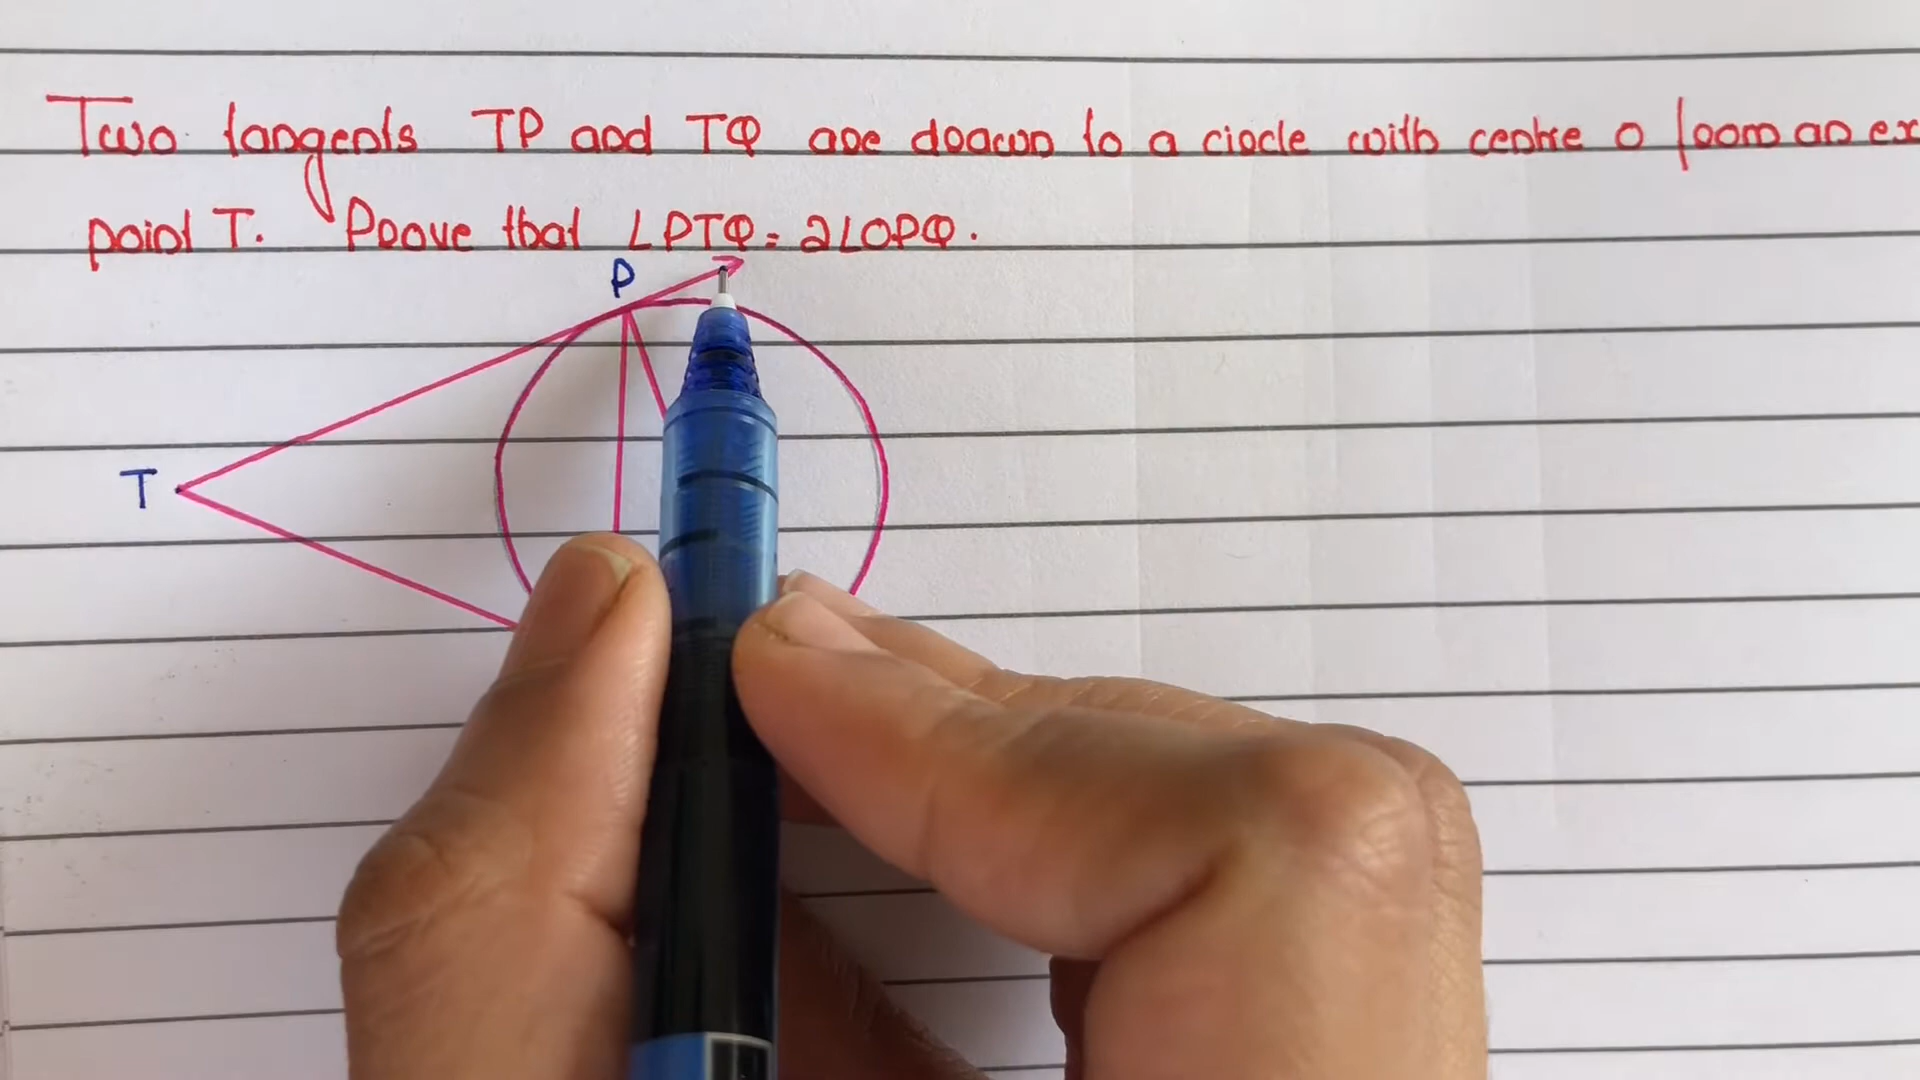 Two tangents TP and TQ are drawn to a circle with centre O from an ex
point T. Prove that ∠PTQ = 2∠OPQ.
P
T